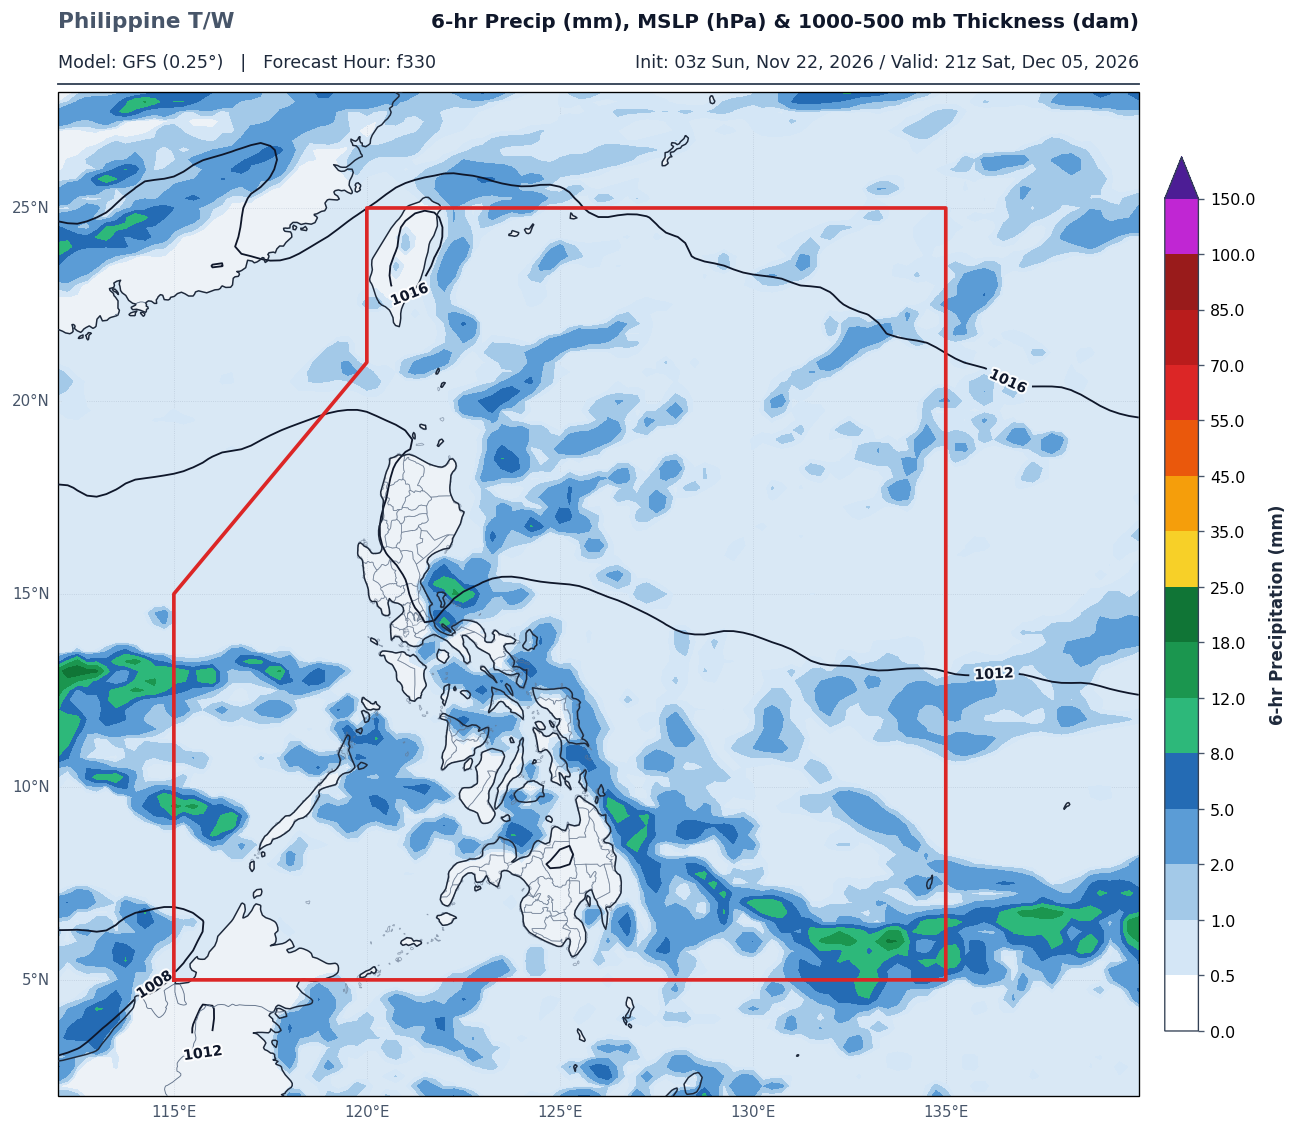 Philippine T/W
6-hr Precip (mm), MSLP (hPa) & 1000-500 mb Thickness (dam)
Model: GFS (0.25°) | Forecast Hour: f330
Init: 03z Sun, Nov 22, 2026 / Valid: 21z Sat, Dec 05, 2026
25°N
20°N
15°N
10°N
5°N
115°E
120°E
125°E
130°E
135°E
1016
1016
1012
1008
1012
150.0
100.0
85.0
70.0
55.0
45.0
35.0
25.0
18.0
12.0
8.0
5.0
2.0
1.0
0.5
0.0
6-hr Precipitation (mm)